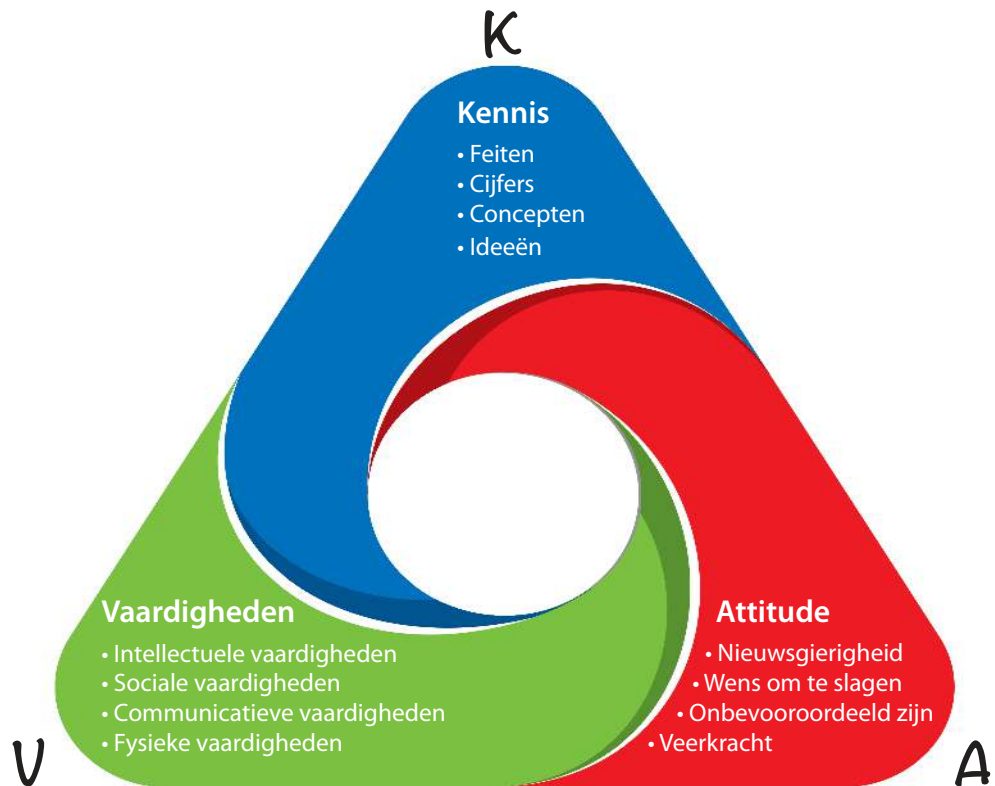 K
Kennis
• Feiten
• Cijfers
• Concepten
• Ideeën
Vaardigheden
• Intellectuele vaardigheden
• Sociale vaardigheden
• Communicatieve vaardigheden
• Fysieke vaardigheden
V
Attitude
• Nieuwsgierigheid
• Wens om te slagen
• Onbevooroordeeld zijn
• Veerkracht
A